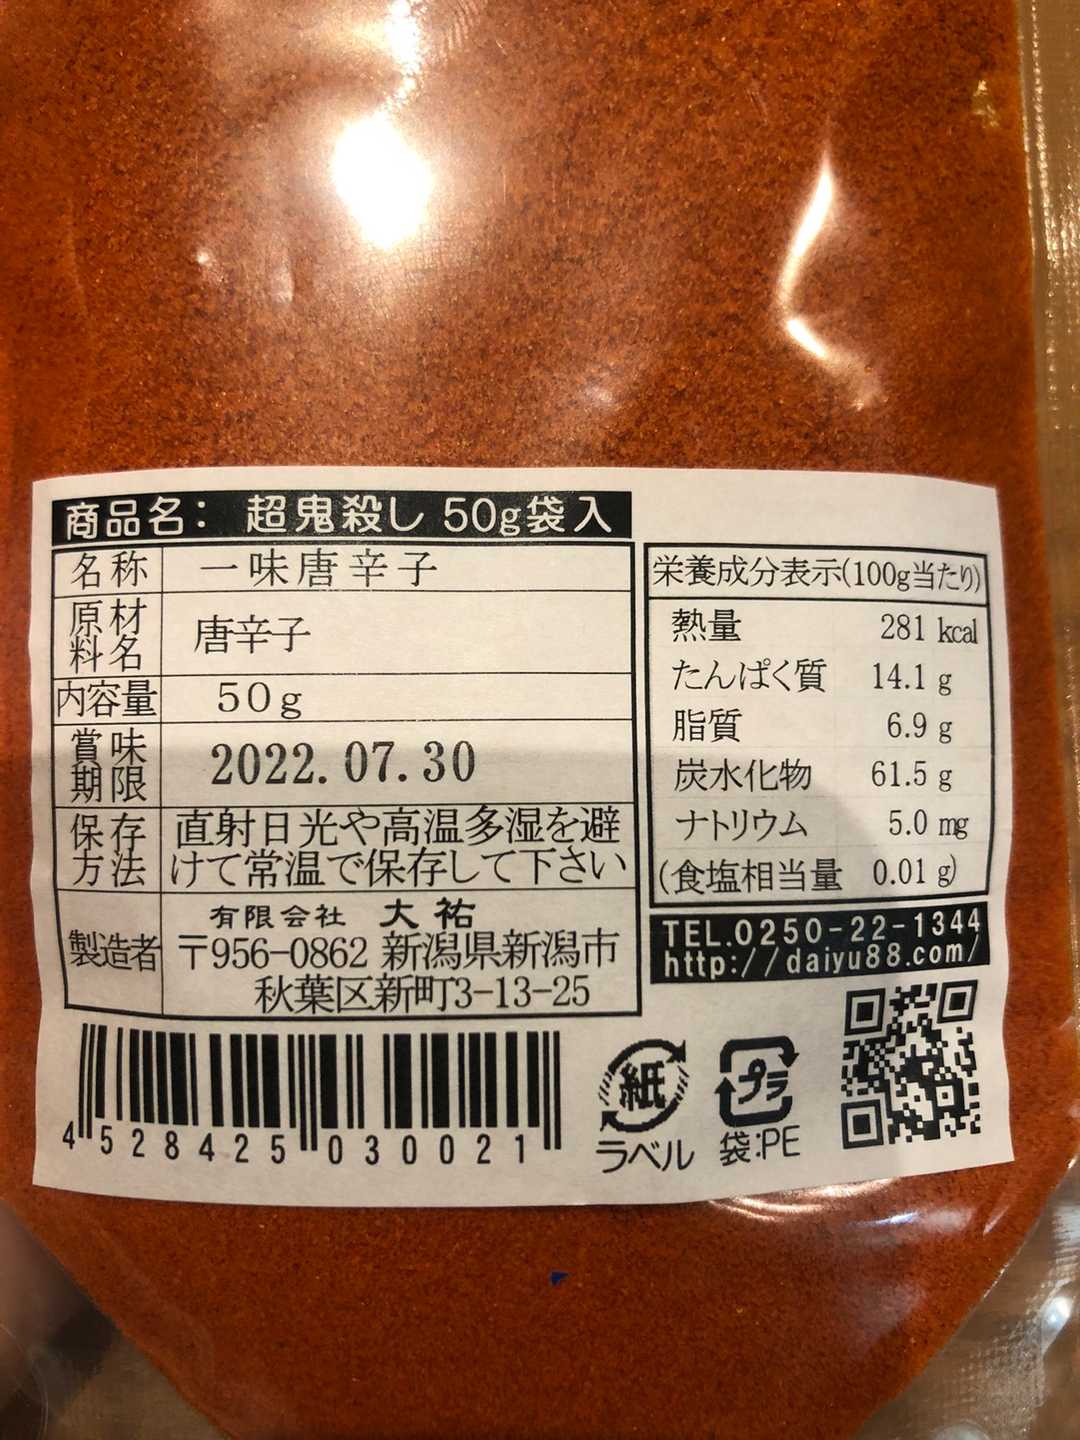 商品名: 超鬼殺し 50g袋入
名称 一味唐辛子
原材料名 唐辛子
内容量 50g
賞味期限 2022.07.30
保存方法 直射日光や高温多湿を避
けて常温で保存して下さい
製造者 有限会社 大祐
〒956-0862 新潟県新潟市
秋葉区新町3-13-25
栄養成分表示(100g当たり)
熱量 281 kcal
たんぱく質 14.1 g
脂質 6.9 g
炭水化物 61.5 g
ナトリウム 5.0 mg
(食塩相当量 0.01 g)
TEL.0250-22-1344
http://daiyu88.com/
4528425030021
紙
ラベル
プラ
袋:PE